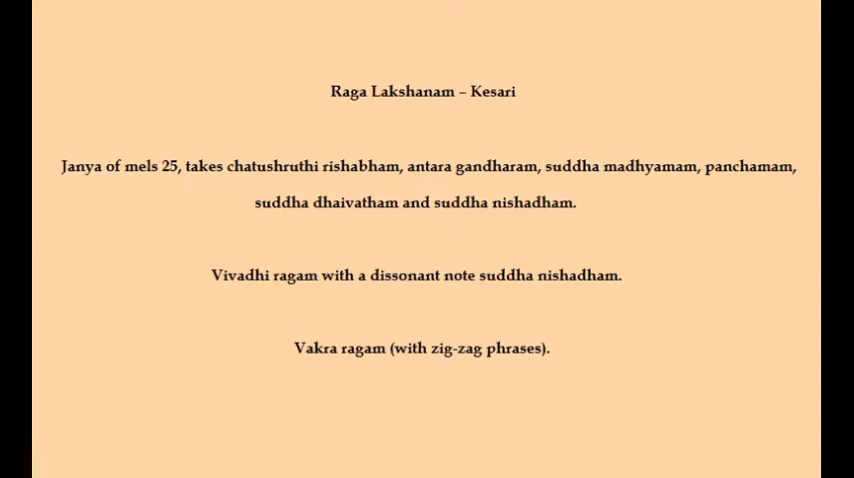 Raga Lakshanam – Kesari
Janya of mels 25, takes chatushruthi rishabham, antara gandharam, suddha madhyamam, panchamam,
suddha dhaivatham and suddha nishadham.
Vivadhi ragam with a dissonant note suddha nishadham.
Vakra ragam (with zig-zag phrases).